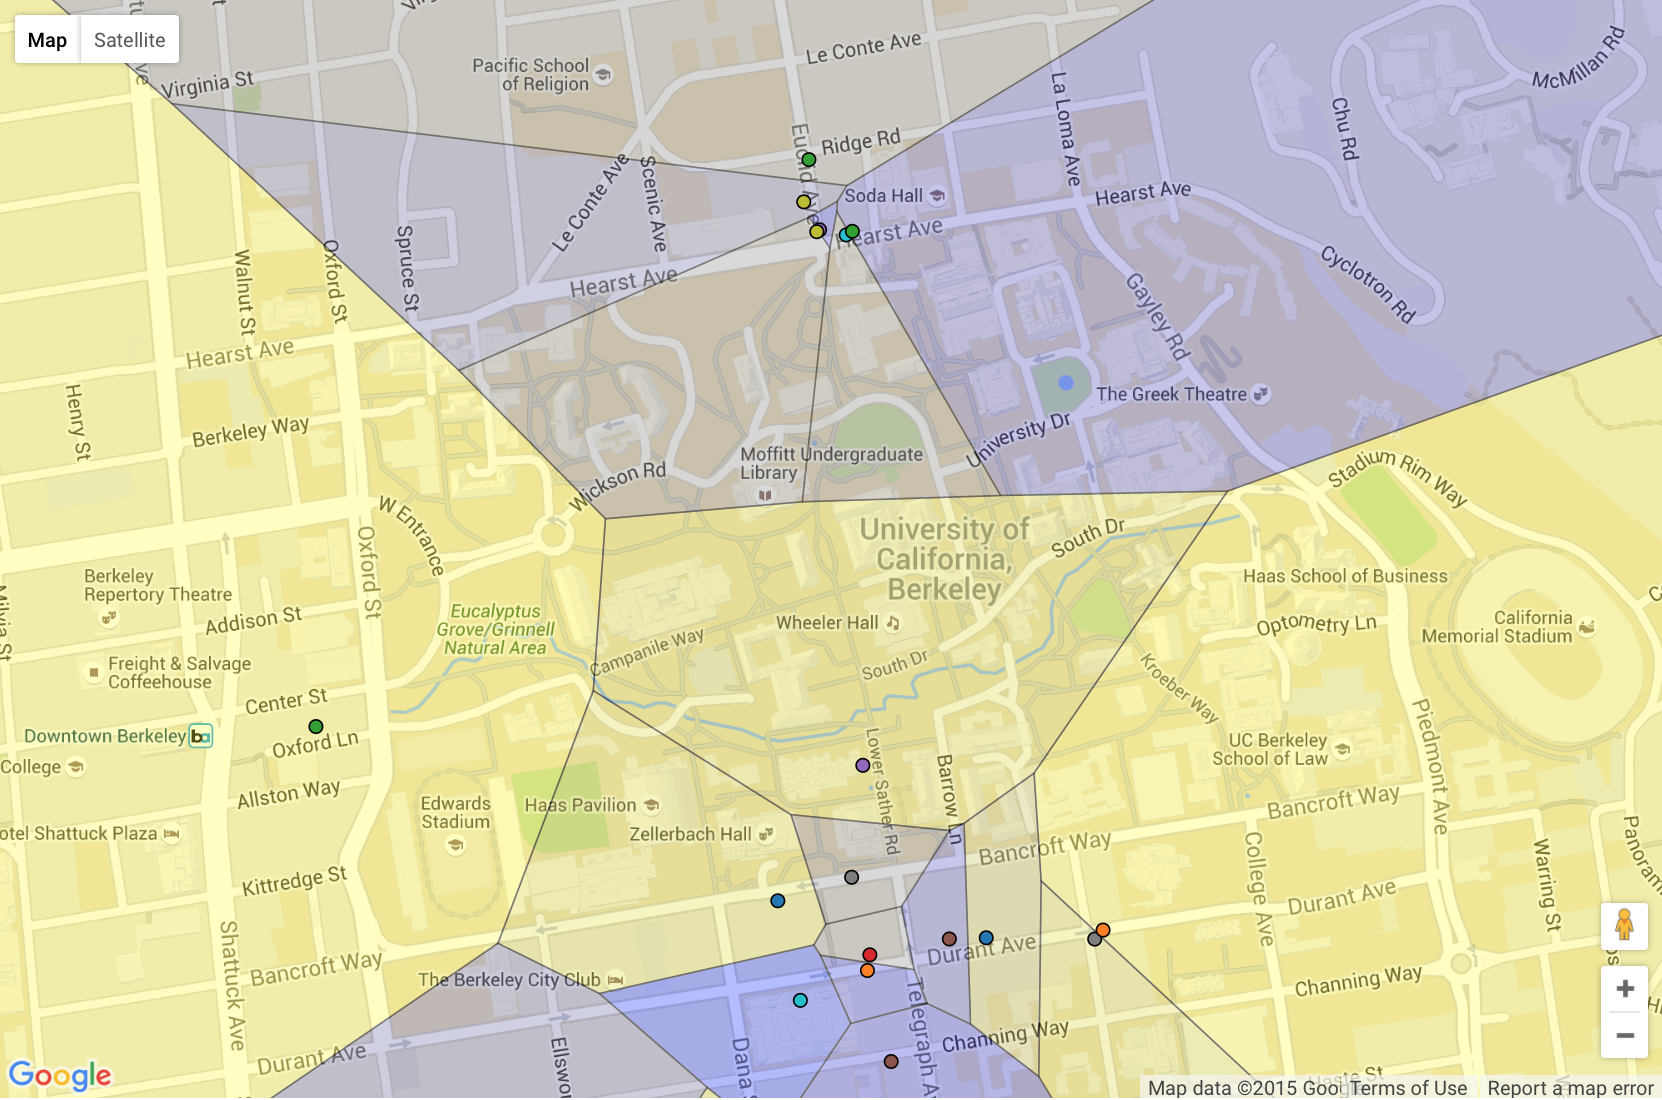 Map
Satellite
Virginia St
Le Conte Ave
Pacific School
of Religion
McMillan Rd
La Loma Ave
Chu Rd
Euclid Ave
Ridge Rd
Le Conte Ave
Scenic Ave
Soda Hall
Hearst Ave
Hearst Ave
Spruce St
Oxford St
Walnut St
Hearst Ave
Cyclotron Rd
Gayley Rd
Hearst Ave
Henry St
The Greek Theatre
Berkeley Way
University Dr
Moffitt Undergraduate
Library
Wickson Rd
Stadium Rim Way
W Entrance
University of
California,
Berkeley
South Dr
Oxford St
Berkeley
Repertory Theatre
Haas School of Business
Milvia St
Addison St
Eucalyptus
Grove/Grinnell
Natural Area
Wheeler Hall
Optometry Ln
California
Memorial Stadium
Campanile Way
South Dr
Freight & Salvage
Coffeehouse
Kroeber Way
Center St
Downtown Berkeley
Oxford Ln
Piedmont Ave
UC Berkeley
School of Law
College
Lower Sather Rd
Barrow Ln
Allston Way
Edwards
Stadium
Haas Pavilion
Bancroft Way
otel Shattuck Plaza
Zellerbach Hall
Bancroft Way
College Ave
Warring St
Panoram
Kittredge St
Durant Ave
Shattuck Ave
Durant Ave
Bancroft Way
The Berkeley City Club
Channing Way
Telegraph Av
Channing Way
Durant Ave
Ellswo
Dana S
Haste St
Google
Map data ©2015 Goo
Terms of Use
Report a map error